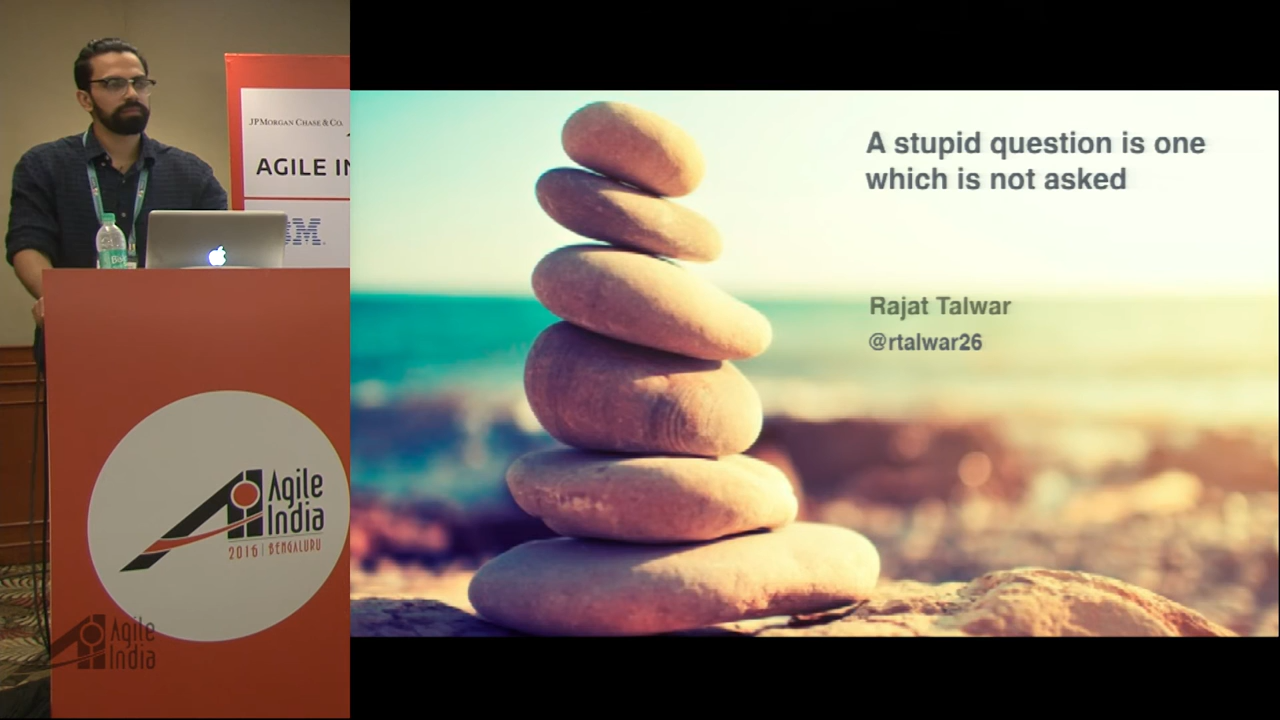 JPMORGAN CHASE & CO.
AGILE IN
IBM
Agile
India
2016 | BENGALURU
Agile
India
A stupid question is one
which is not asked
Rajat Talwar
@rtalwar26